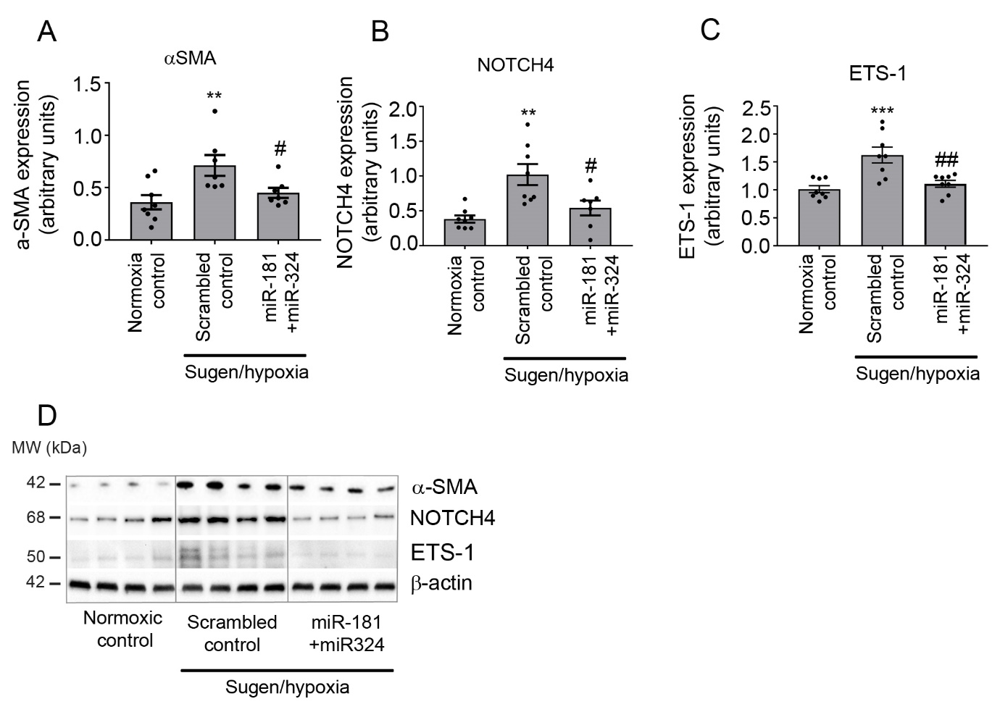 A
αSMA
a-SMA expression
(arbitrary units)
1.5
1.0
0.5
0.0
**
#
Normoxia
control
Scrambled
control
miR-181
+miR-324
Sugen/hypoxia
B
NOTCH4
NOTCH4 expression
(arbitrary units)
2.0
1.5
1.0
0.5
0.0
**
#
Normoxia
control
Scrambled
control
miR-181
+miR-324
Sugen/hypoxia
C
ETS-1
ETS-1 expression
(arbitrary units)
2.5
2.0
1.5
1.0
0.5
0.0
***
##
Normoxia
control
Scrambled
control
miR-181
+miR-324
Sugen/hypoxia
D
MW (kDa)
42
α-SMA
68
NOTCH4
50
ETS-1
42
β-actin
Normoxic
control
Scrambled
control
miR-181
+miR324
Sugen/hypoxia